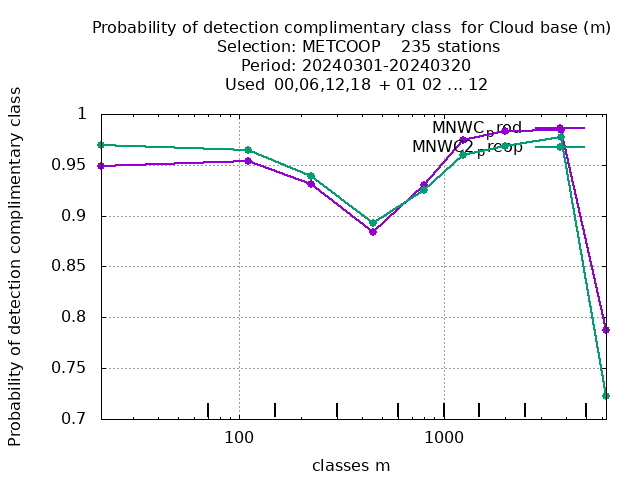 Probability of detection complimentary class  for Cloud base (m)
Selection: METCOOP    235 stations
Period: 20240301-20240320
Used  00,06,12,18  + 01 02 ... 12
Probability of detection complimentary class
1
0.95
0.9
0.85
0.8
0.75
0.7
MNWC_prod
MNWC2_preop
100
1000
classes m